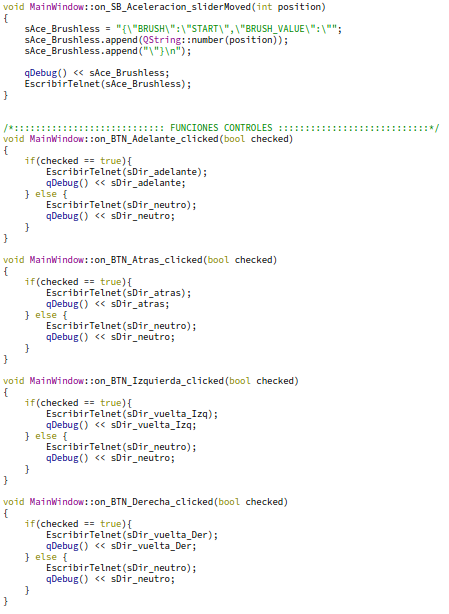 void MainWindow::on_SB_Aceleracion_sliderMoved(int position)
{
    sAce_Brushless = "{\"BRUSH\":\"START\",\"BRUSH_VALUE\":\"";
    sAce_Brushless.append(QString::number(position));
    sAce_Brushless.append("\"}\n");

    qDebug() << sAce_Brushless;
    EscribirTelnet(sAce_Brushless);
}


/*:::::::::::::::::::::::::::: FUNCIONES CONTROLES ::::::::::::::::::::::::::::*/
void MainWindow::on_BTN_Adelante_clicked(bool checked)
{
    if(checked == true){
        EscribirTelnet(sDir_adelante);
        qDebug() << sDir_adelante;
    } else {
        EscribirTelnet(sDir_neutro);
        qDebug() << sDir_neutro;
    }
}

void MainWindow::on_BTN_Atras_clicked(bool checked)
{
    if(checked == true){
        EscribirTelnet(sDir_atras);
        qDebug() << sDir_atras;
    } else {
        EscribirTelnet(sDir_neutro);
        qDebug() << sDir_neutro;
    }
}

void MainWindow::on_BTN_Izquierda_clicked(bool checked)
{
    if(checked == true){
        EscribirTelnet(sDir_vuelta_Izq);
        qDebug() << sDir_vuelta_Izq;
    } else {
        EscribirTelnet(sDir_neutro);
        qDebug() << sDir_neutro;
    }
}

void MainWindow::on_BTN_Derecha_clicked(bool checked)
{
    if(checked == true){
        EscribirTelnet(sDir_vuelta_Der);
        qDebug() << sDir_vuelta_Der;
    } else {
        EscribirTelnet(sDir_neutro);
        qDebug() << sDir_neutro;
    }
}